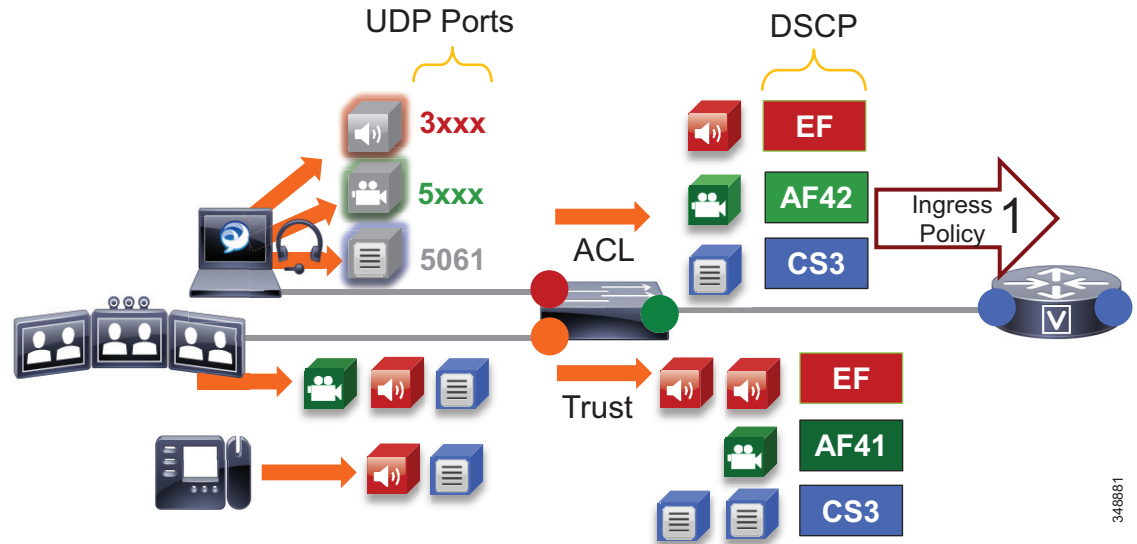 UDP Ports
DSCP
3xxx
EF
5xxx
AF42
5061
CS3
ACL
Ingress
Policy
1
V
Trust
EF
AF41
CS3
348881